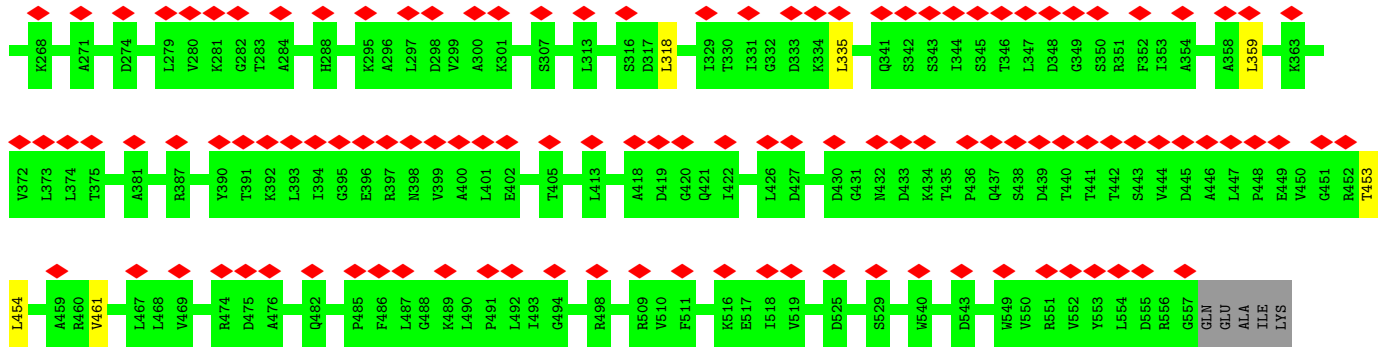 K268 A271 D274 L279 V280 K281 G282 T283 A284 H288 K295 A296 L297 D298 V299 A300 K301 S307 L313 S316 D317 L318 I329 T330 I331 G332 D333 K334 L335 Q341 S342 S343 I344 S345 T346 L347 D348 G349 S350 R351 F352 I353 A354 A358 L359 K363
V372 L373 L374 T375 A381 R387 Y390 T391 K392 L393 I394 G395 E396 R397 N398 V399 A400 L401 E402 T405 L413 A418 D419 G420 Q421 I422 L426 D427 D430 G431 N432 D433 K434 T435 P436 Q437 S438 D439 T440 T441 T442 S443 V444 D445 A446 L447 P448 E449 V450 G451 R452 T453
L454 A459 R460 V461 L467 L468 V469 R474 D475 A476 Q482 P485 F486 L487 G488 K489 L490 P491 L492 I493 G494 R498 R509 V510 F511 K516 E517 I518 V519 D525 S529 W540 D543 W549 V550 R551 V552 Y553 L554 D555 R556 G557 GLN GLU ALA ILE LYS